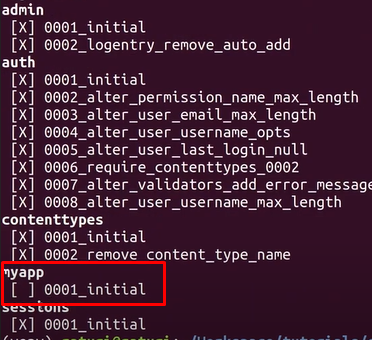 admin
[X] 0001_initial
[X] 0002_logentry_remove_auto_add
auth
[X] 0001_initial
[X] 0002_alter_permission_name_max_length
[X] 0003_alter_user_email_max_length
[X] 0004_alter_user_username_opts
[X] 0005_alter_user_last_login_null
[X] 0006_require_contenttypes_0002
[X] 0007_alter_validators_add_error_message
[X] 0008_alter_user_username_max_length
contenttypes
[X] 0001_initial
[X] 0002_remove_content_type_name
myapp
[ ] 0001_initial
sessions
[X] 0001_initial